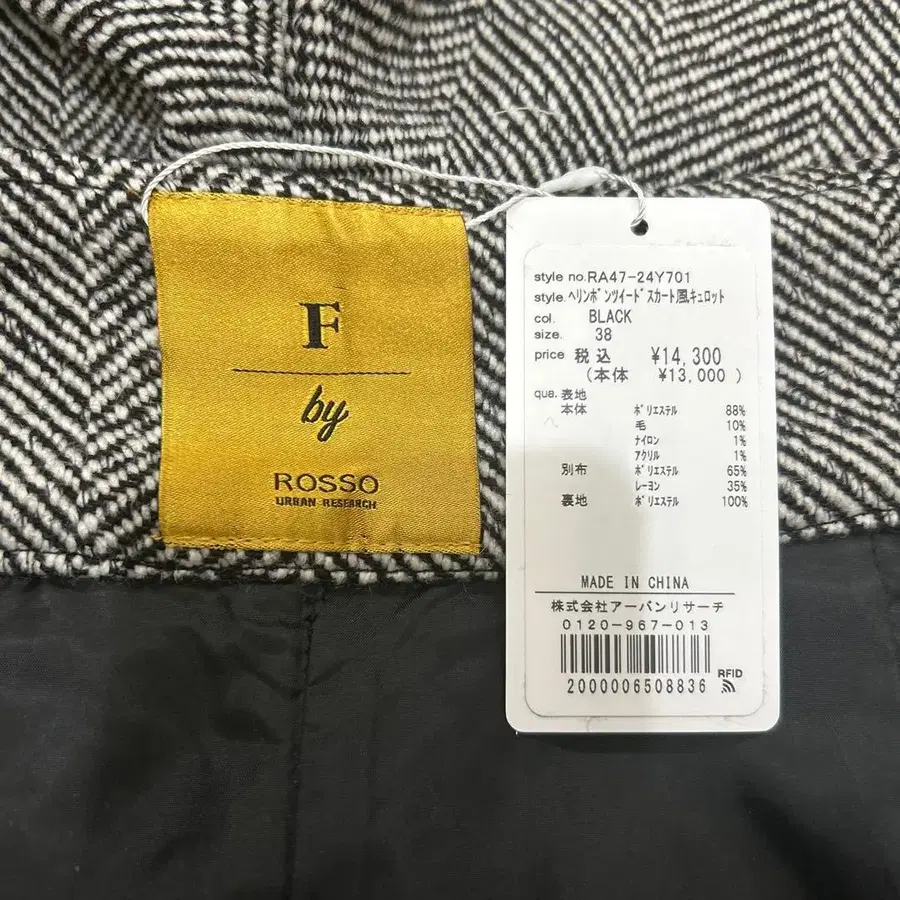 F
by
ROSSO
URBAN RESEARCH
style no.RA47-24Y701
style.ヘリンボンツイードスカート風キュロット
col. BLACK
size. 38
price 税込 ¥14,300
(本体 ¥13,000 )
qua. 表地
本体 ポリエステル 88%
毛 10%
ナイロン 1%
アクリル 1%
別布 ポリエステル 65%
レーヨン 35%
裏地 ポリエステル 100%
MADE IN CHINA
株式会社アーバンリサーチ
0120-967-013
RFID
2000006508836